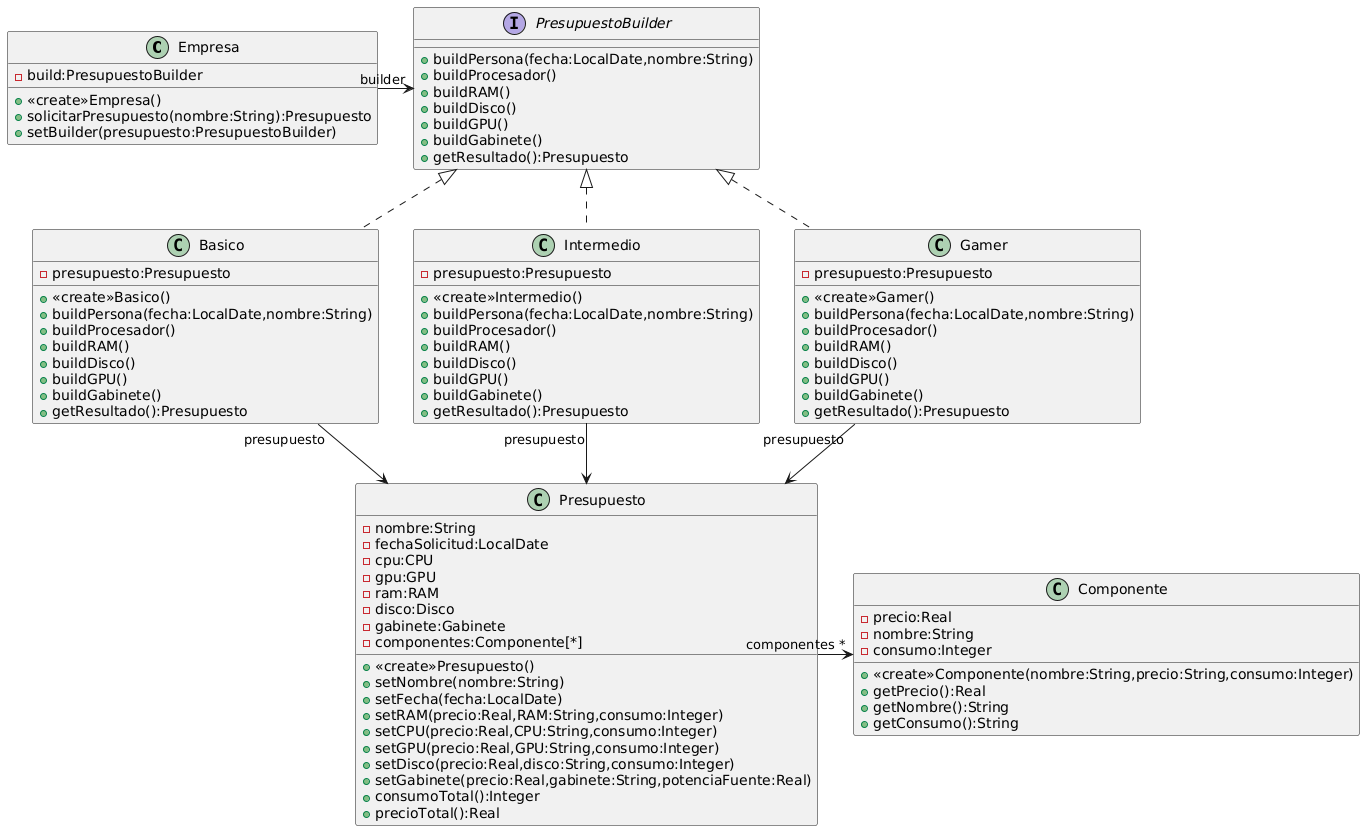 Empresa
build:PresupuestoBuilder
«create»Empresa()
solicitarPresupuesto(nombre:String):Presupuesto
setBuilder(presupuesto:PresupuestoBuilder)
builder
PresupuestoBuilder
buildPersona(fecha:LocalDate,nombre:String)
buildProcesador()
buildRAM()
buildDisco()
buildGPU()
buildGabinete()
getResultado():Presupuesto
Basico
presupuesto:Presupuesto
«create»Basico()
buildPersona(fecha:LocalDate,nombre:String)
buildProcesador()
buildRAM()
buildDisco()
buildGPU()
buildGabinete()
getResultado():Presupuesto
Intermedio
presupuesto:Presupuesto
«create»Intermedio()
buildPersona(fecha:LocalDate,nombre:String)
buildProcesador()
buildRAM()
buildDisco()
buildGPU()
buildGabinete()
getResultado():Presupuesto
Gamer
presupuesto:Presupuesto
«create»Gamer()
buildPersona(fecha:LocalDate,nombre:String)
buildProcesador()
buildRAM()
buildDisco()
buildGPU()
buildGabinete()
getResultado():Presupuesto
presupuesto
presupuesto
presupuesto
Presupuesto
nombre:String
fechaSolicitud:LocalDate
cpu:CPU
gpu:GPU
ram:RAM
disco:Disco
gabinete:Gabinete
componentes:Componente[*]
«create»Presupuesto()
setNombre(nombre:String)
setFecha(fecha:LocalDate)
setRAM(precio:Real,RAM:String,consumo:Integer)
setCPU(precio:Real,CPU:String,consumo:Integer)
setGPU(precio:Real,GPU:String,consumo:Integer)
setDisco(precio:Real,disco:String,consumo:Integer)
setGabinete(precio:Real,gabinete:String,potenciaFuente:Real)
consumoTotal():Integer
precioTotal():Real
componentes *
Componente
precio:Real
nombre:String
consumo:Integer
«create»Componente(nombre:String,precio:String,consumo:Integer)
getPrecio():Real
getNombre():String
getConsumo():String